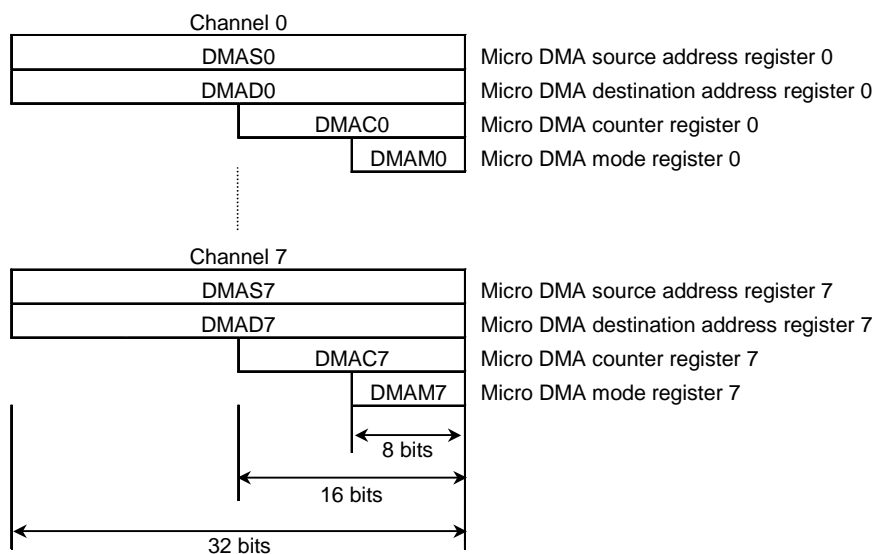 Channel 0
DMAS0 Micro DMA source address register 0
DMAD0 Micro DMA destination address register 0
DMAC0 Micro DMA counter register 0
DMAM0 Micro DMA mode register 0
Channel 7
DMAS7 Micro DMA source address register 7
DMAD7 Micro DMA destination address register 7
DMAC7 Micro DMA counter register 7
DMAM7 Micro DMA mode register 7
8 bits
16 bits
32 bits